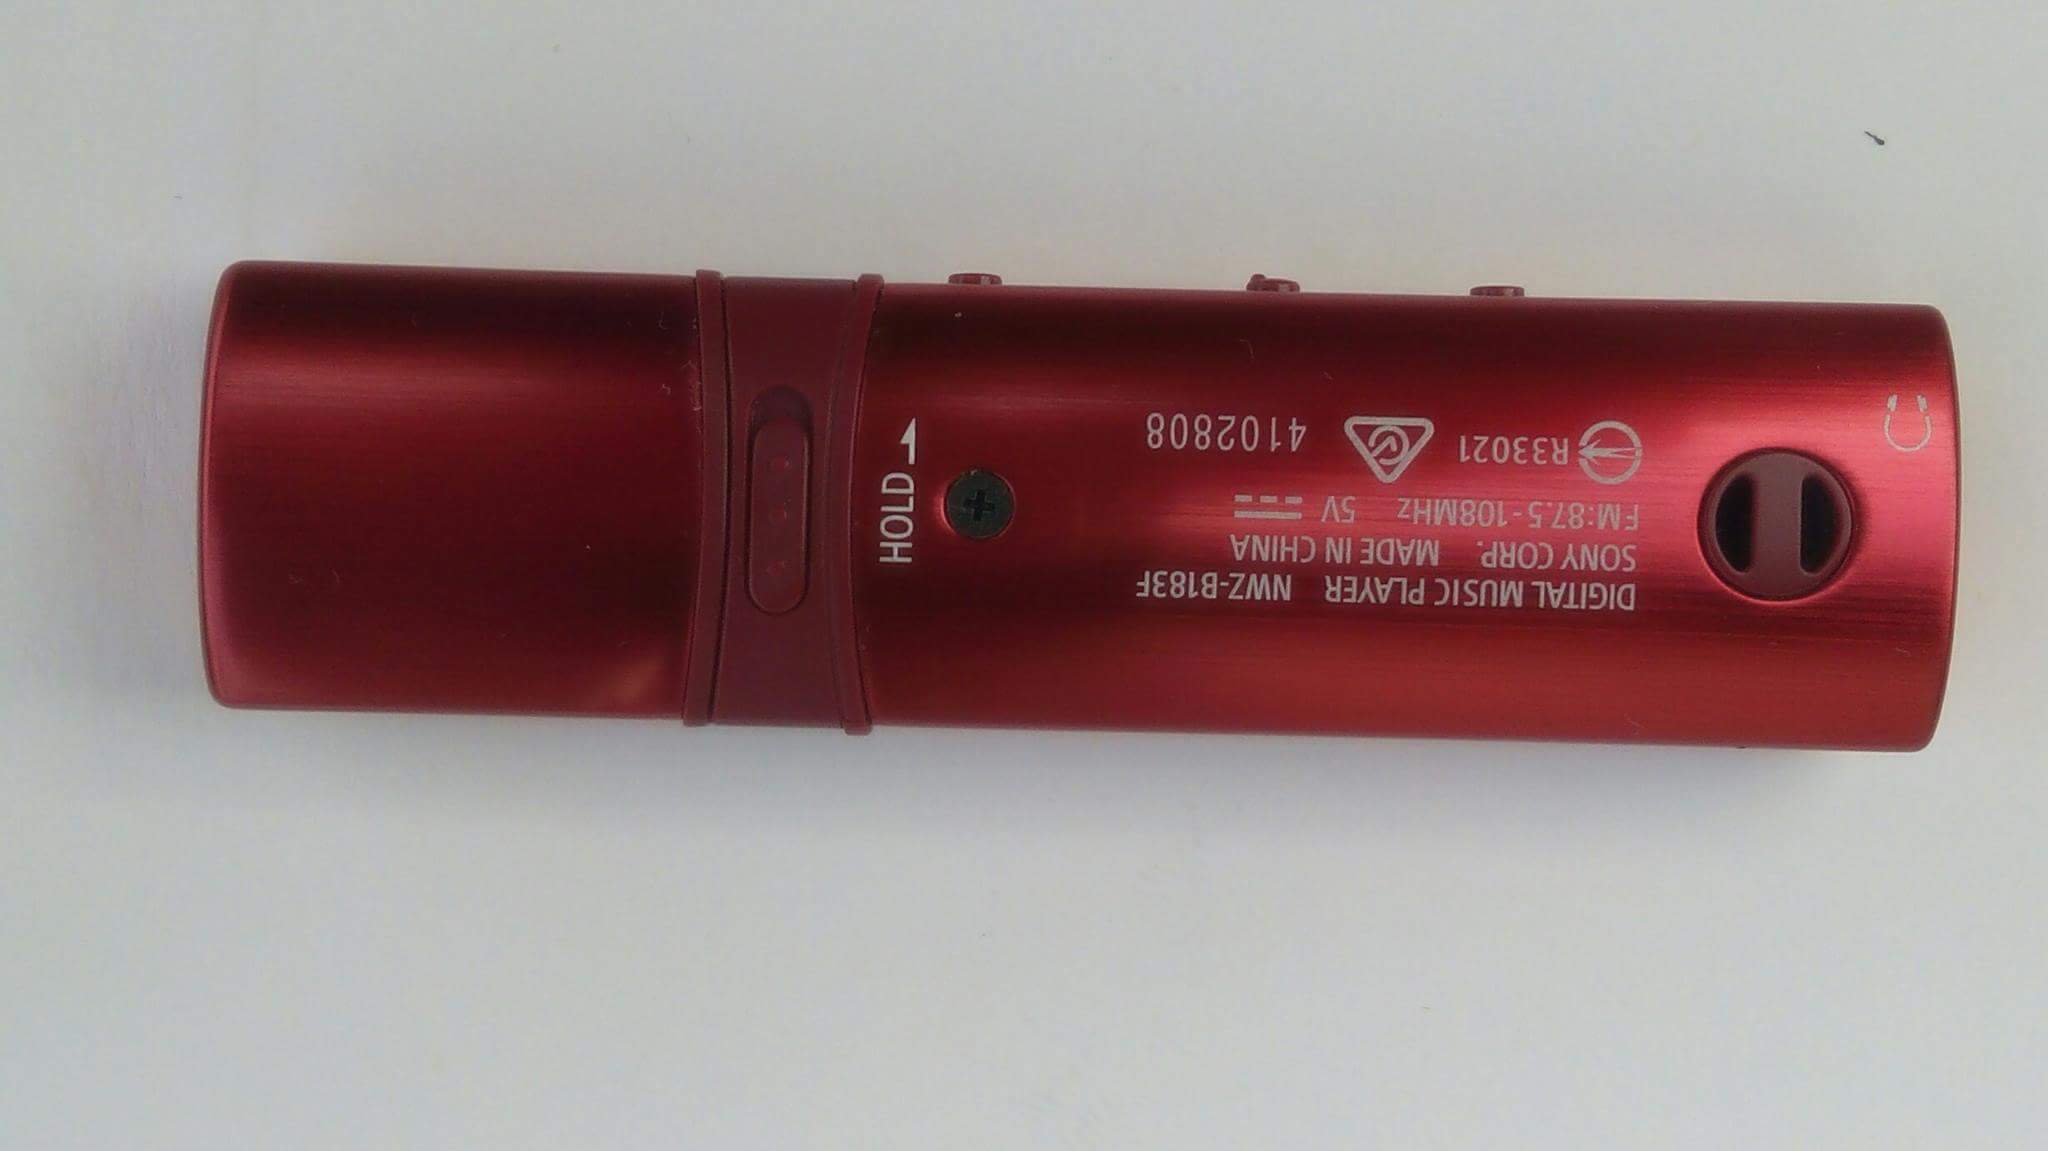 DIGITAL MUSIC PLAYER NWZ-B183F
SONY CORP. MADE IN CHINA
FM:87.5-108MHz 5V
R33021 4102808
HOLD